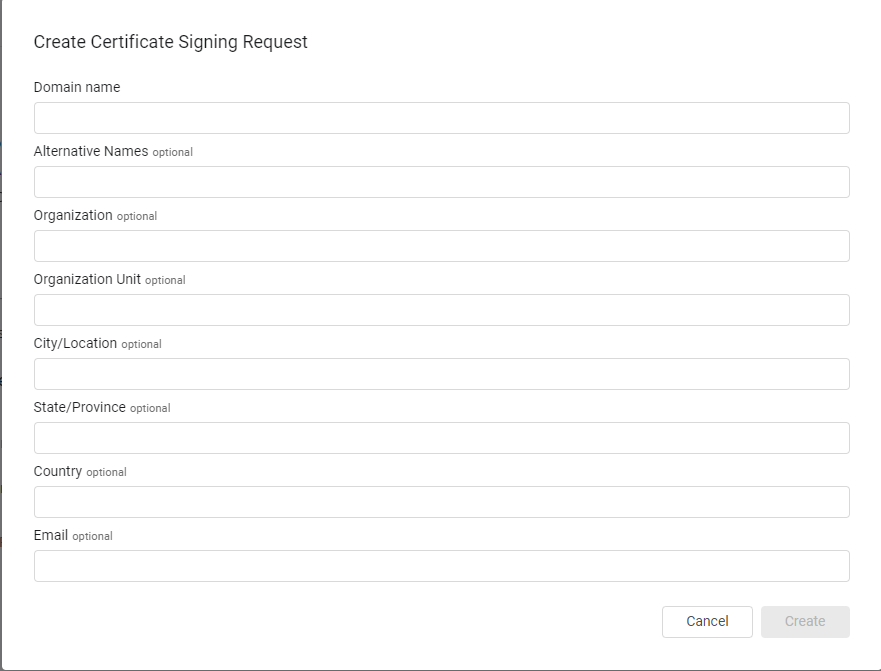 Create Certificate Signing Request
Domain name
Alternative Names optional
Organization optional
Organization Unit optional
City/Location optional
State/Province optional
Country optional
Email optional
Cancel Create